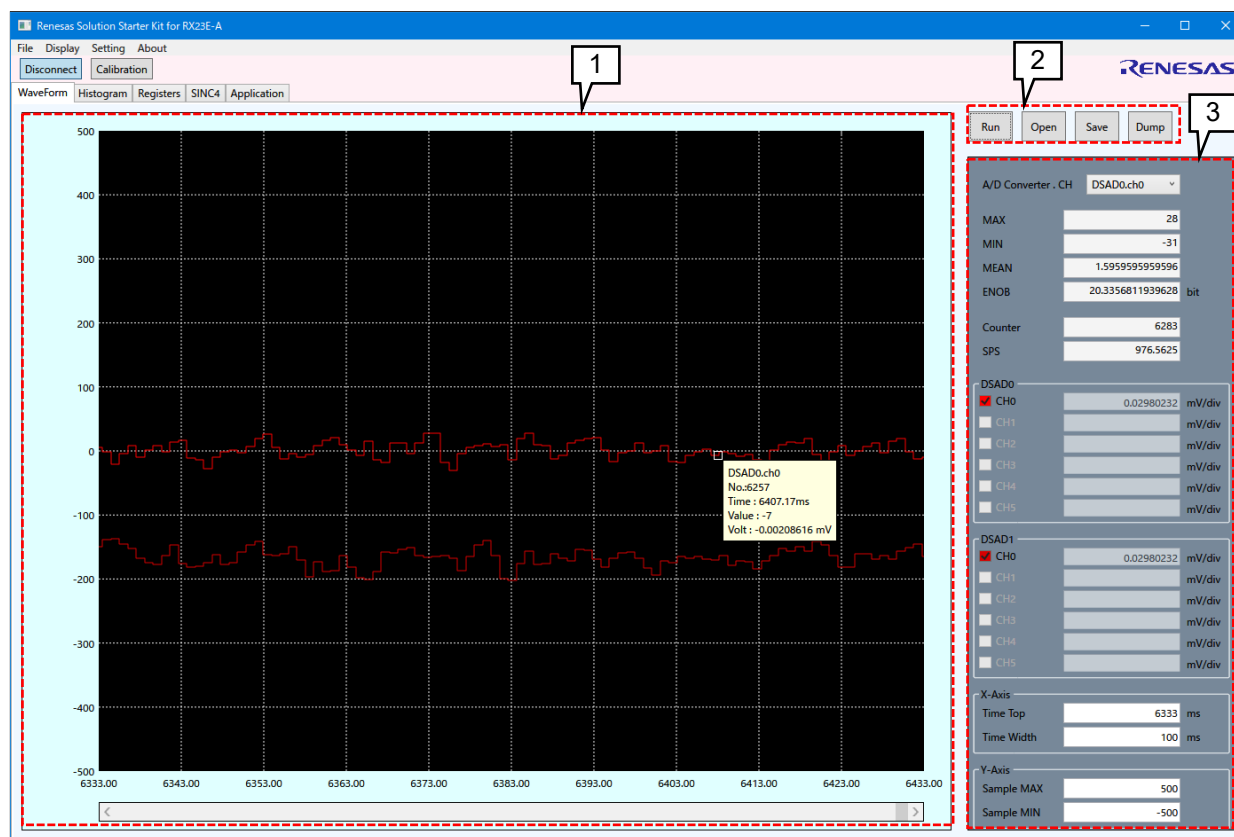 Renesas Solution Starter Kit for RX23E-A
File Display Setting About
Disconnect Calibration
RENESAS
WaveForm Histogram Registers SINC4 Application
1
2
3
Run Open Save Dump
500
400
300
200
100
0
-100
-200
-300
-400
-500
6333.00 6343.00 6353.00 6363.00 6373.00 6383.00 6393.00 6403.00 6413.00 6423.00 6433.00
DSAD0.ch0
No.:6257
Time : 6407.17ms
Value : -7
Volt : -0.00208616 mV
A/D Converter . CH DSAD0.ch0
MAX 28
MIN -31
MEAN 1.5959595959596
ENOB 20.3356811939628 bit
Counter 6283
SPS 976.5625
DSAD0
CH0 0.02980232 mV/div
CH1 mV/div
CH2 mV/div
CH3 mV/div
CH4 mV/div
CH5 mV/div
DSAD1
CH0 0.02980232 mV/div
CH1 mV/div
CH2 mV/div
CH3 mV/div
CH4 mV/div
CH5 mV/div
X-Axis
Time Top 6333 ms
Time Width 100 ms
Y-Axis
Sample MAX 500
Sample MIN -500